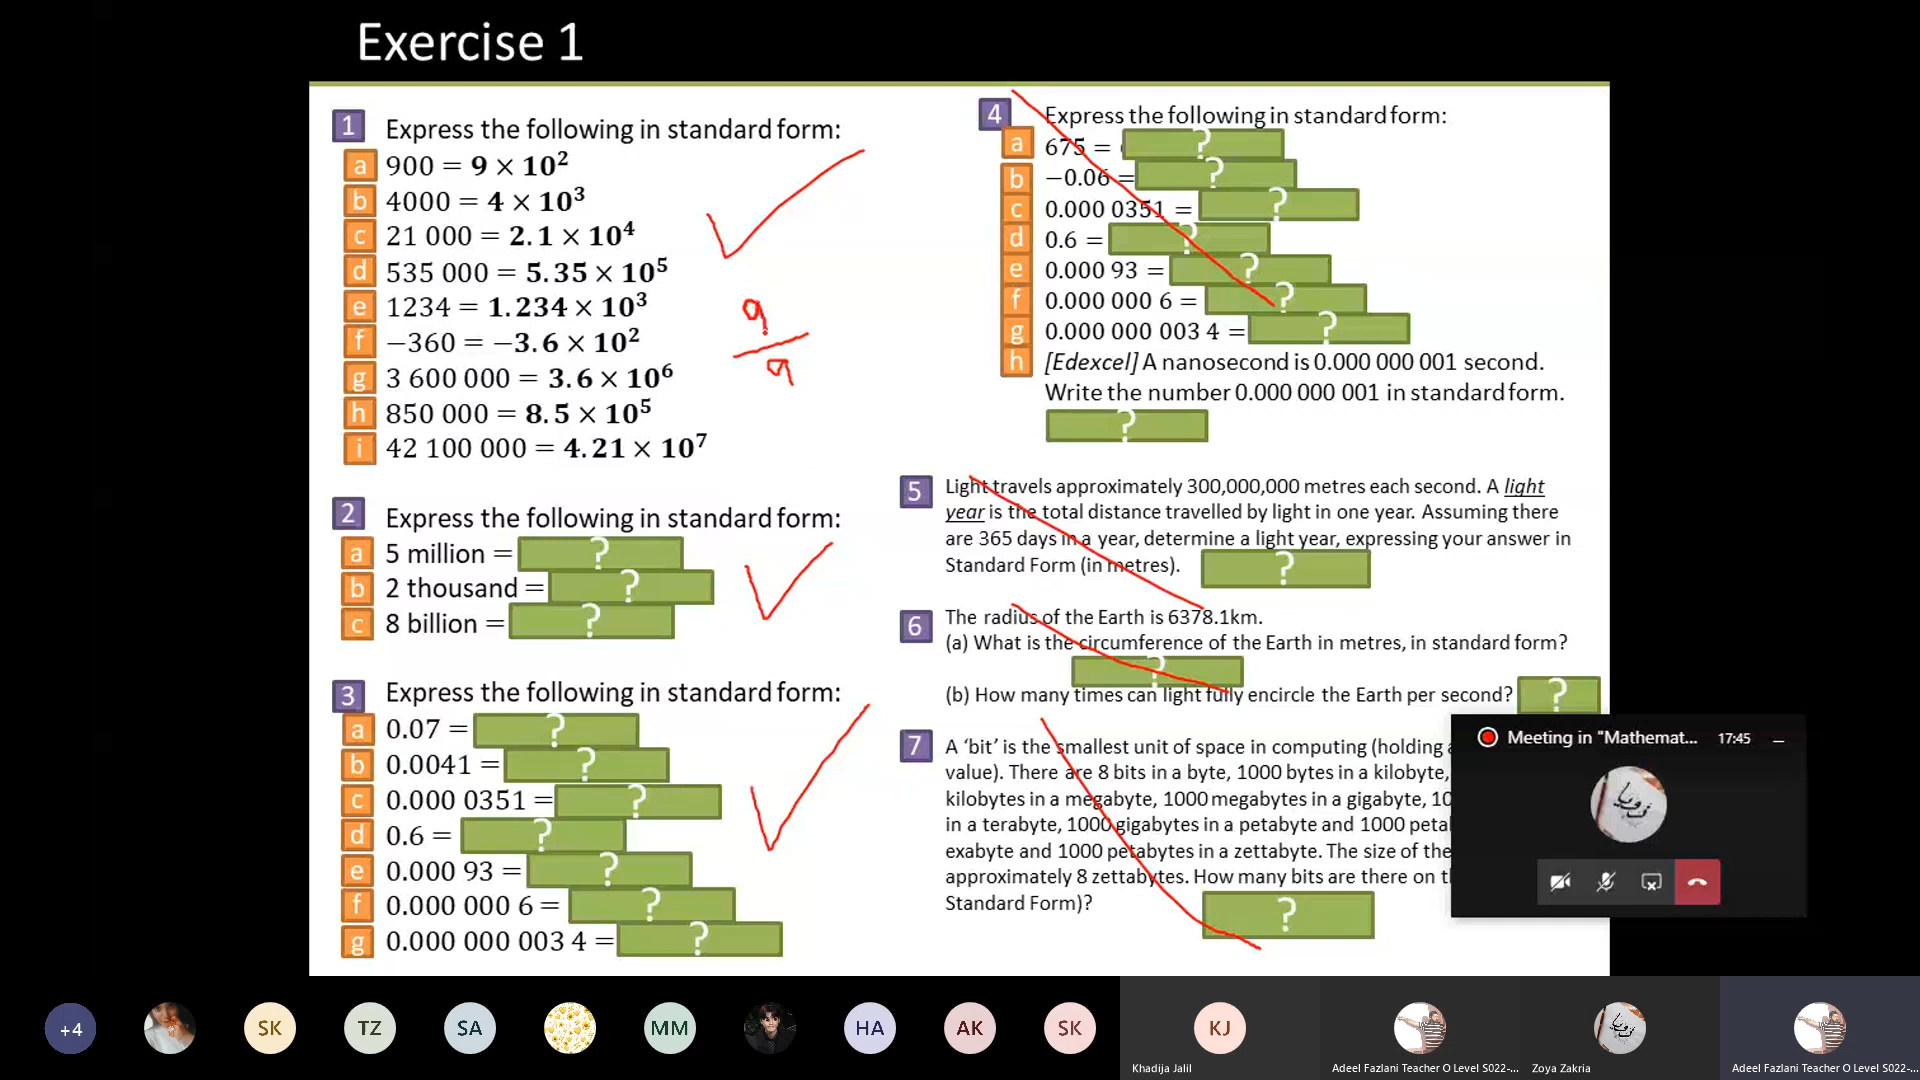 Exercise 1
1 Express the following in standard form:
a 900 = 9 × 10²
b 4000 = 4 × 10³
c 21 000 = 2.1 × 10⁴
d 535 000 = 5.35 × 10⁵
e 1234 = 1.234 × 10³
f −360 = −3.6 × 10²
g 3 600 000 = 3.6 × 10⁶
h 850 000 = 8.5 × 10⁵
i 42 100 000 = 4.21 × 10⁷
9
9
2 Express the following in standard form:
a 5 million = ?
b 2 thousand = ?
c 8 billion = ?
3 Express the following in standard form:
a 0.07 = ?
b 0.0041 = ?
c 0.000 0351 = ?
d 0.6 = ?
e 0.000 93 = ?
f 0.000 000 6 = ?
g 0.000 000 003 4 = ?
4 Express the following in standard form:
a 675 = ?
b −0.06 = ?
c 0.000 0351 = ?
d 0.6 = ?
e 0.000 93 = ?
f 0.000 000 6 = ?
g 0.000 000 003 4 = ?
h [Edexcel] A nanosecond is 0.000 000 001 second.
Write the number 0.000 000 001 in standard form.
?
5 Light travels approximately 300,000,000 metres each second. A light
year is the total distance travelled by light in one year. Assuming there
are 365 days in a year, determine a light year, expressing your answer in
Standard Form (in metres). ?
6 The radius of the Earth is 6378.1km.
(a) What is the circumference of the Earth in metres, in standard form?
?
(b) How many times can light fully encircle the Earth per second? ?
7 A ‘bit’ is the smallest unit of space in computing (holding
value). There are 8 bits in a byte, 1000 bytes in a kilobyte,
kilobytes in a megabyte, 1000 megabytes in a gigabyte,
in a terabyte, 1000 gigabytes in a petabyte and 1000
exabyte and 1000 petabytes in a zettabyte. The size of the
approximately 8 zettabytes. How many bits are there on
Standard Form)? ?
Meeting in "Mathemat... 17:45
زویا
+4 SK TZ SA MM HA AK SK KJ
Khadija Jalil Adeel Fazlani Teacher O Level S022-... Zoya Zakria Adeel Fazlani Teacher O Level S022-...